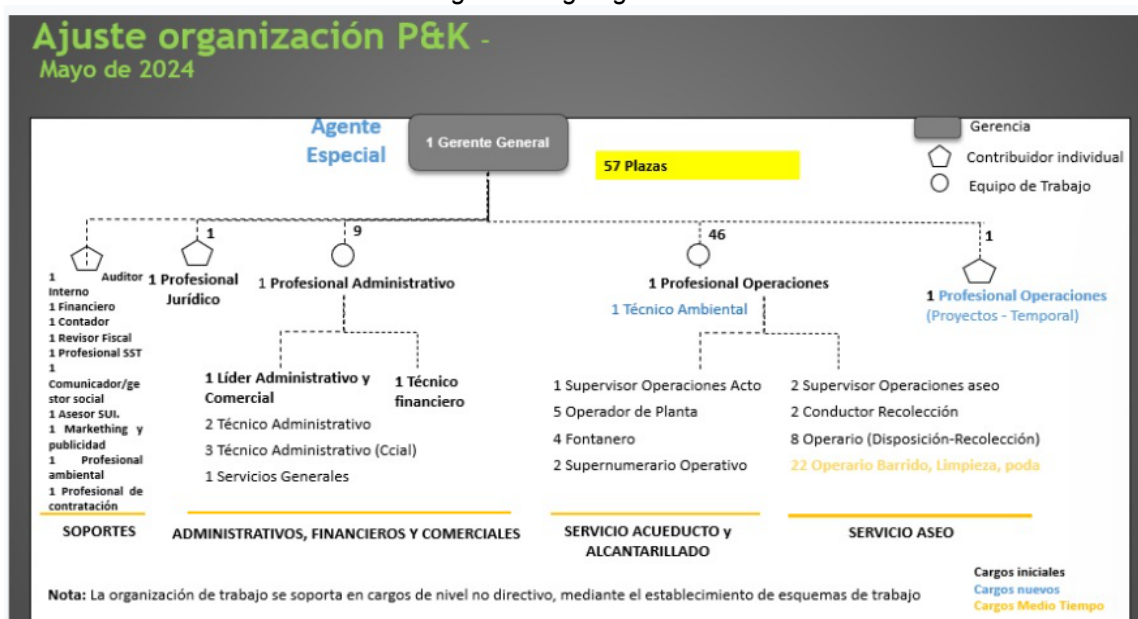 Ajuste organización P&K -
Mayo de 2024
Agente
Especial
1 Gerente General
57 Plazas
Gerencia
Contribuidor individual
Equipo de Trabajo
1
9
46
1
1 Auditor
Interno
1 Financiero
1 Contador
1 Revisor Fiscal
1 Profesional SST
1
Comunicador/ge
stor social
1 Asesor SUI.
1 Markething y
publicidad
1 Profesional
ambiental
1 Profesional de
contratación
1 Profesional
Jurídico
1 Profesional Administrativo
1 Profesional Operaciones
1 Técnico Ambiental
1 Profesional Operaciones
(Proyectos - Temporal)
1 Líder Administrativo y
Comercial
2 Técnico Administrativo
3 Técnico Administrativo (Ccial)
1 Servicios Generales
1 Técnico
financiero
1 Supervisor Operaciones Acto
5 Operador de Planta
4 Fontanero
2 Supernumerario Operativo
2 Supervisor Operaciones aseo
2 Conductor Recolección
8 Operario (Disposición-Recolección)
22 Operario Barrido, Limpieza, poda
SOPORTES
ADMINISTRATIVOS, FINANCIEROS Y COMERCIALES
SERVICIO ACUEDUCTO y
ALCANTARILLADO
SERVICIO ASEO
Nota: La organización de trabajo se soporta en cargos de nivel no directivo, mediante el establecimiento de esquemas de trabajo
Cargos iniciales
Cargos nuevos
Cargos Medio Tiempo